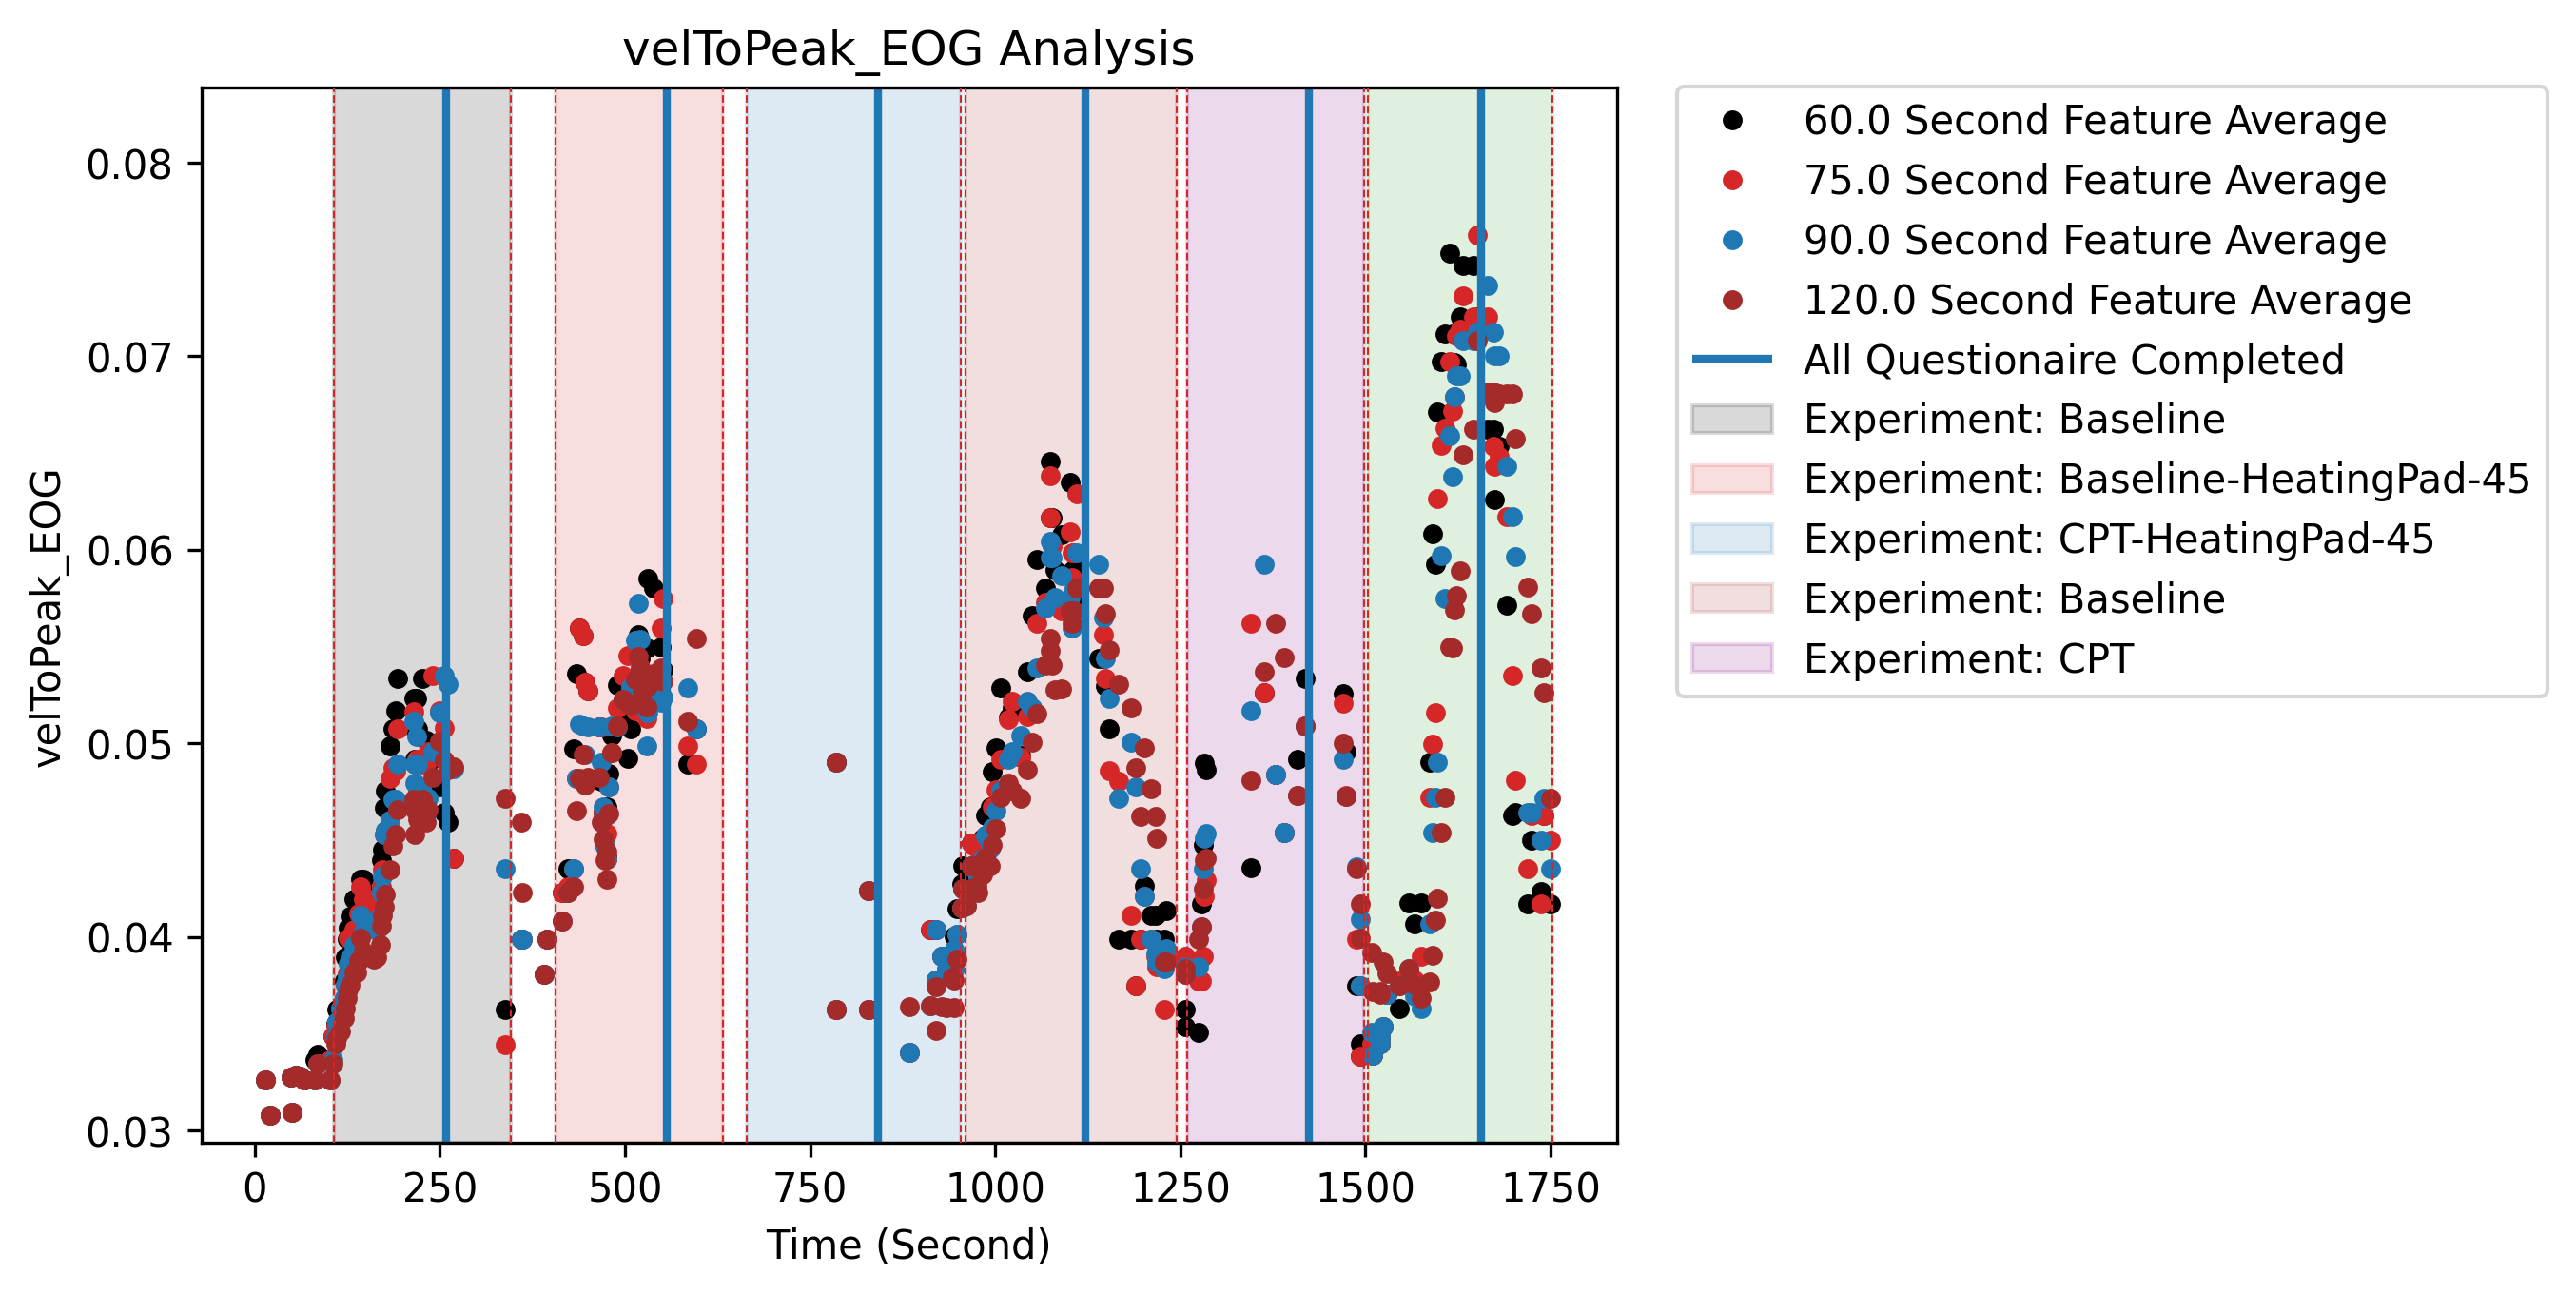 velToPeak_EOG Analysis
velToPeak_EOG
0.08
0.07
0.06
0.05
0.04
0.03
0 250 500 750 1000 1250 1500 1750
Time (Second)
60.0 Second Feature Average
75.0 Second Feature Average
90.0 Second Feature Average
120.0 Second Feature Average
All Questionaire Completed
Experiment: Baseline
Experiment: Baseline-HeatingPad-45
Experiment: CPT-HeatingPad-45
Experiment: Baseline
Experiment: CPT